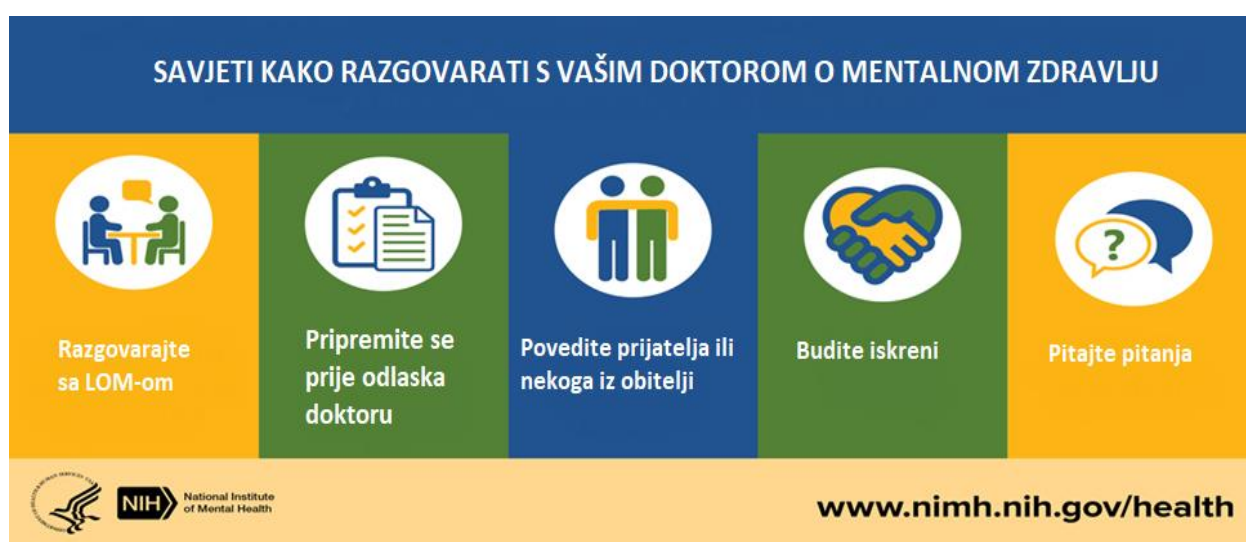 SAVJETI KAKO RAZGOVARATI S VAŠIM DOKTOROM O MENTALNOM ZDRAVLJU
Razgovarajte
sa LOM-om
Pripremite se
prije odlaska
doktoru
Povedite prijatelja ili
nekoga iz obitelji
Budite iskreni
?
Pitajte pitanja
NIH
National Institute
of Mental Health
www.nimh.nih.gov/health